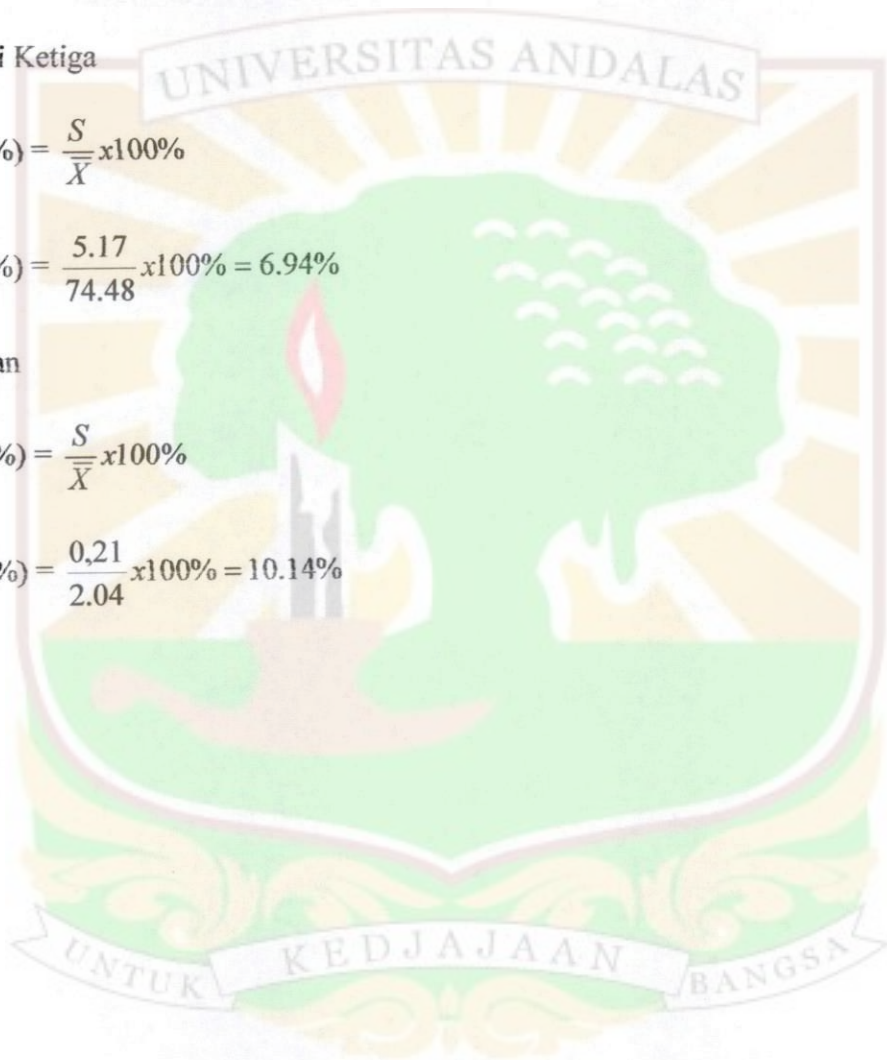 i Ketiga
%) = S/X̿ x100%
%) = 5.17/74.48 x100% = 6.94%
an
%) = S/X̿ x100%
%) = 0,21/2.04 x100% = 10.14%
UNIVERSITAS ANDALAS
UNTUK KEDJAJAAN BANGSA